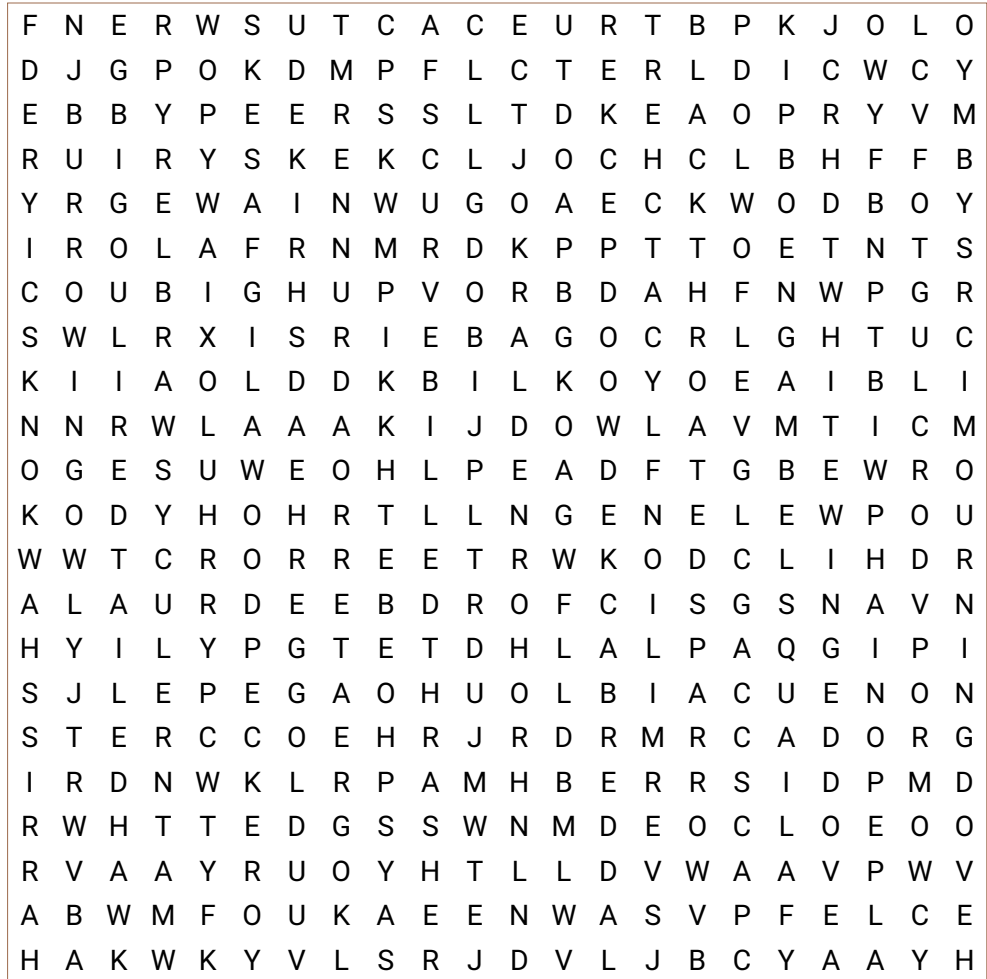 F N E R W S U T C A C E U R T B P K J O L O
D J G P O K D M P F L C T E R L D I C W C Y
E B B Y P E E R S S L T D K E A O P R Y V M
R U I R Y S K E K C L J O C H C L B H F F B
Y R G E W A I N W U G O A E C K W O D B O Y
I R O L A F R N M R D K P P T T O E T N T S
C O U B I G H U P V O R B D A H F N W P G R
S W L R X I S R I E B A G O C R L G H T U C
K I I A O L D D K B I L K O Y O E A I B L I
N N R W L A A A K I J D O W L A V M T I C M
O G E S U W E O H L P E A D F T G B E W R O
K O D Y H O H R T L L N G E N E L E W P O U
W W T C R O R R E E T R W K O D C L I H D R
A L A U R D E E B D R O F C I S G S N A V N
H Y I L Y P G T E T D H L A L P A Q G I P I
S J L E P E G A O H U O L B I A C U E N O N
S T E R C C O E H R J R D R M R C A D O R G
I R D N W K L R P A M H B E R R S I D P M D
R W H T T E D G S S W N M D E O C L O E O O
R V A A Y R U O Y H T L L D V W A A V P W V
A B W M F O U K A E E N W A S V P F E L C E
H A K W K Y V L S R J D V L J B C Y A A Y H